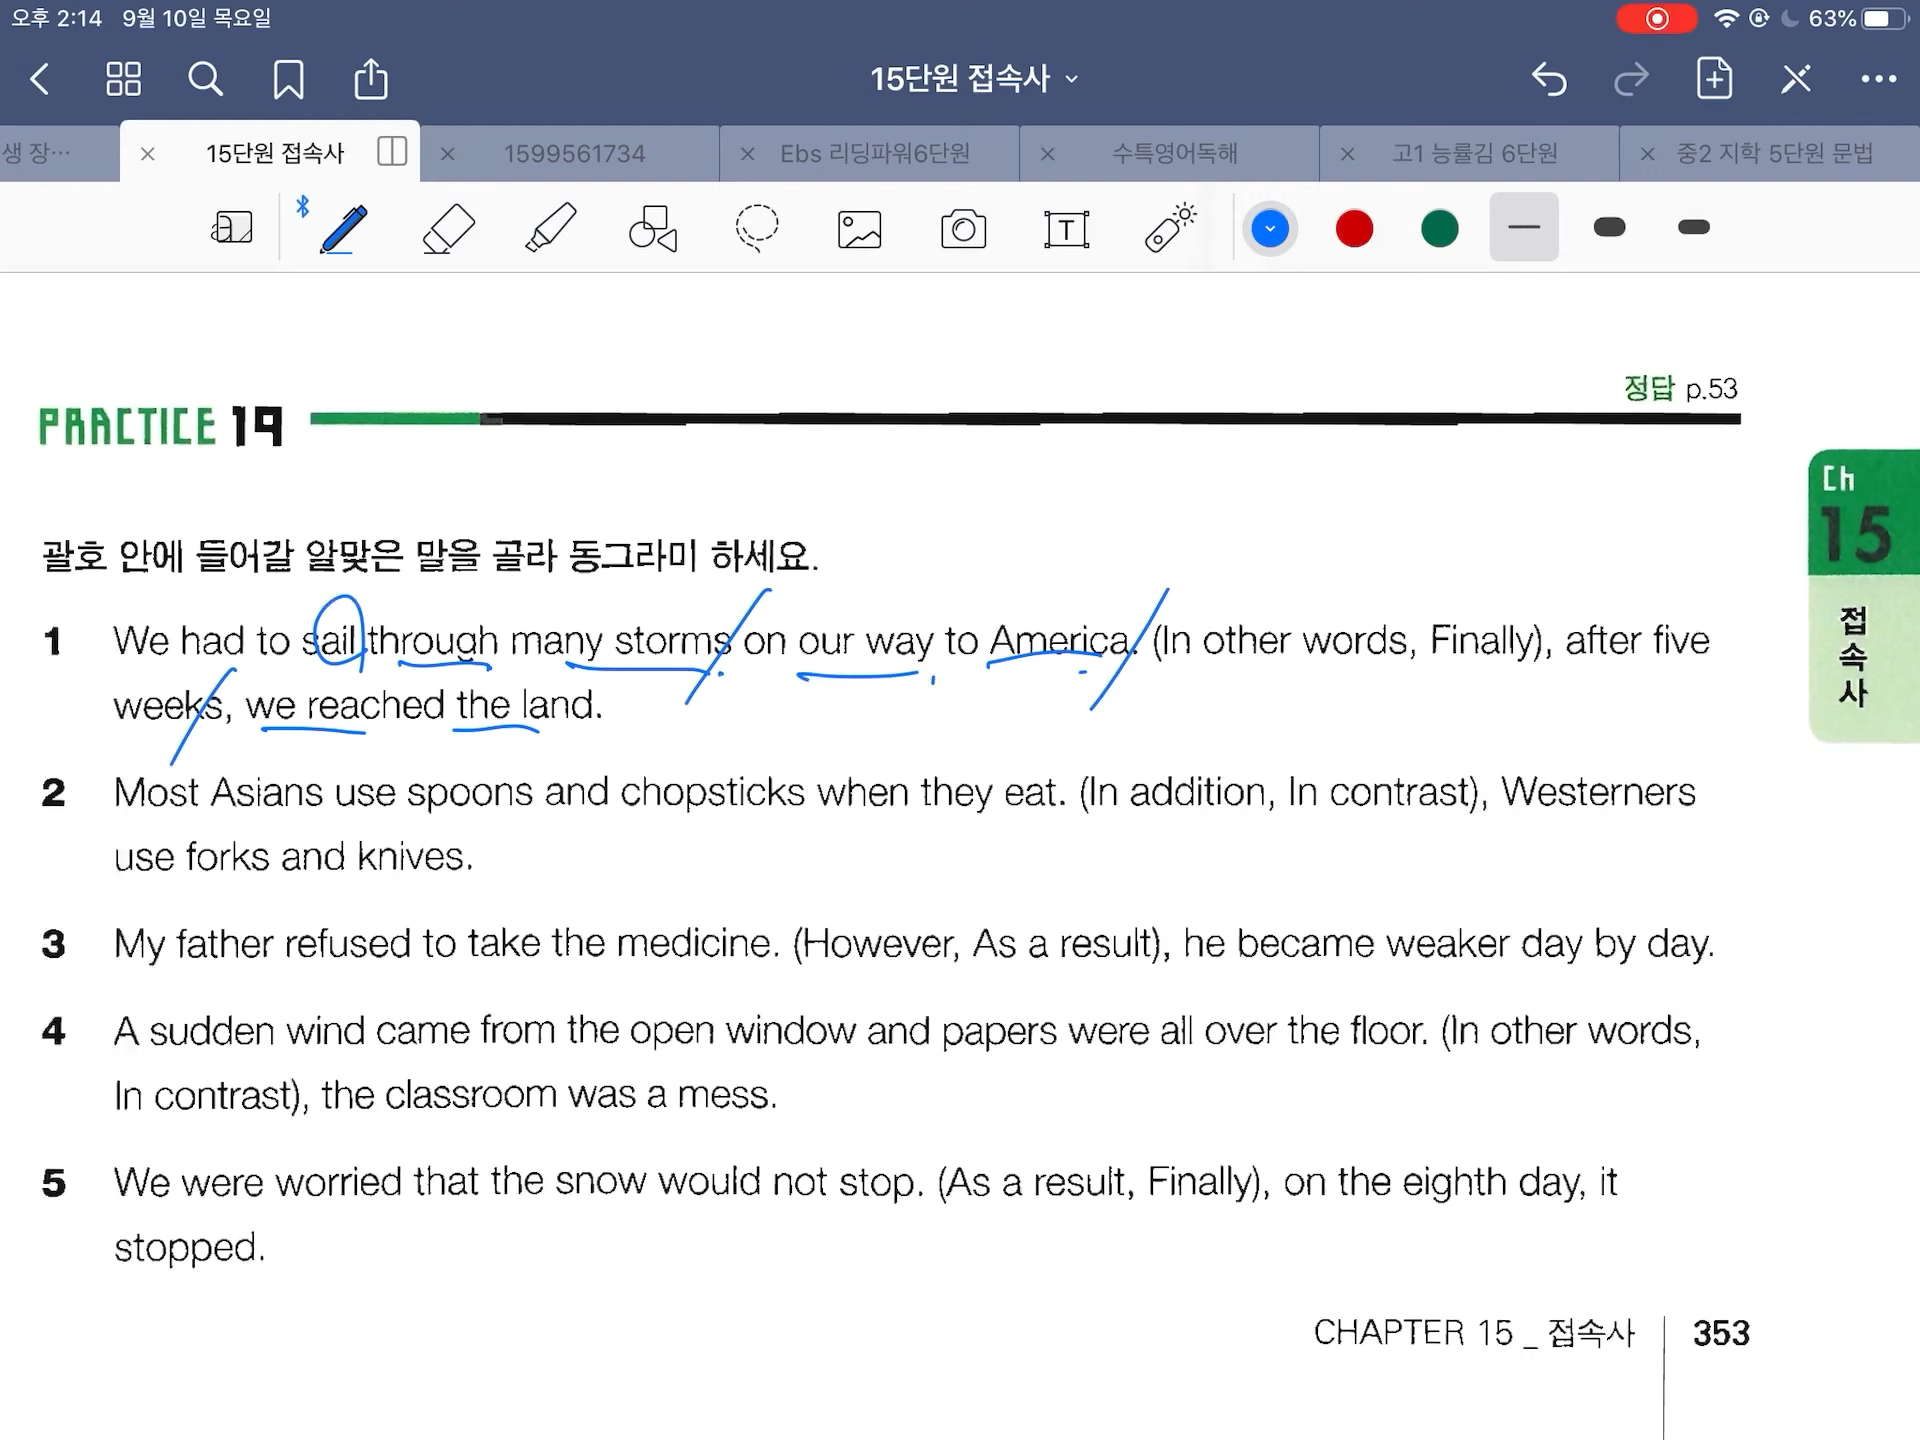 오후 2:14 9월 10일 목요일 63%
15단원 접속사
생 장… 15단원 접속사 1599561734 Ebs 리딩파워6단원 수특영어독해 고1 능률김 6단원 중2 지학 5단원 문법
정답 p.53
PRACTICE 19
Ch
15
접속사
괄호 안에 들어갈 알맞은 말을 골라 동그라미 하세요.
1 We had to sail through many storms on our way to America. (In other words, Finally), after five
weeks, we reached the land.
2 Most Asians use spoons and chopsticks when they eat. (In addition, In contrast), Westerners
use forks and knives.
3 My father refused to take the medicine. (However, As a result), he became weaker day by day.
4 A sudden wind came from the open window and papers were all over the floor. (In other words,
In contrast), the classroom was a mess.
5 We were worried that the snow would not stop. (As a result, Finally), on the eighth day, it
stopped.
CHAPTER 15 _ 접속사 353